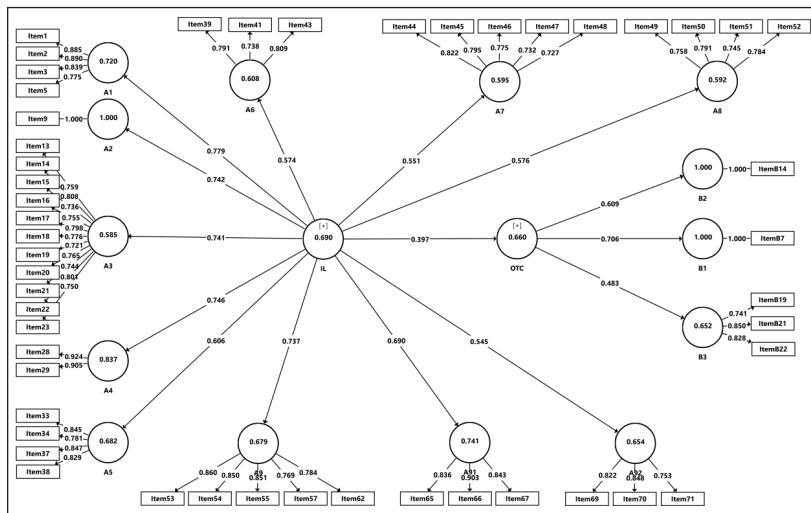 Item39
Item41
Item43
0.791
0.738
0.809
0.608
A6
Item44
Item45
Item46
Item47
Item48
0.822
0.795
0.775
0.732
0.727
0.595
A7
Item49
Item50
Item51
Item52
0.758
0.791
0.745
0.784
0.592
A8
Item1
Item2
Item3
Item5
0.885
0.890
0.839
0.775
0.720
A1
Item9
1.000
1.000
A2
0.779
0.742
0.574
0.551
0.576
Item13
Item14
Item15
Item16
Item17
Item18
Item19
Item20
Item21
Item22
Item23
0.759
0.808
0.736
0.755
0.798
0.776
0.721
0.765
0.744
0.801
0.750
0.585
A3
0.741
[+]
0.690
IL
0.397
[+]
0.660
OTC
0.609
0.706
0.483
1.000
B2
1.000
ItemB14
1.000
B1
1.000
ItemB7
0.652
B3
0.741
0.850
0.828
ItemB19
ItemB21
ItemB22
0.746
0.606
0.737
0.690
0.545
Item28
Item29
0.924
0.905
0.837
A4
Item33
Item34
Item37
Item38
0.845
0.781
0.847
0.829
0.682
A5
0.679
A9
0.860
0.850
0.851
0.769
0.784
Item53
Item54
Item55
Item57
Item62
0.741
A91
0.836
0.903
0.843
Item65
Item66
Item67
0.654
A92
0.822
0.848
0.753
Item69
Item70
Item71